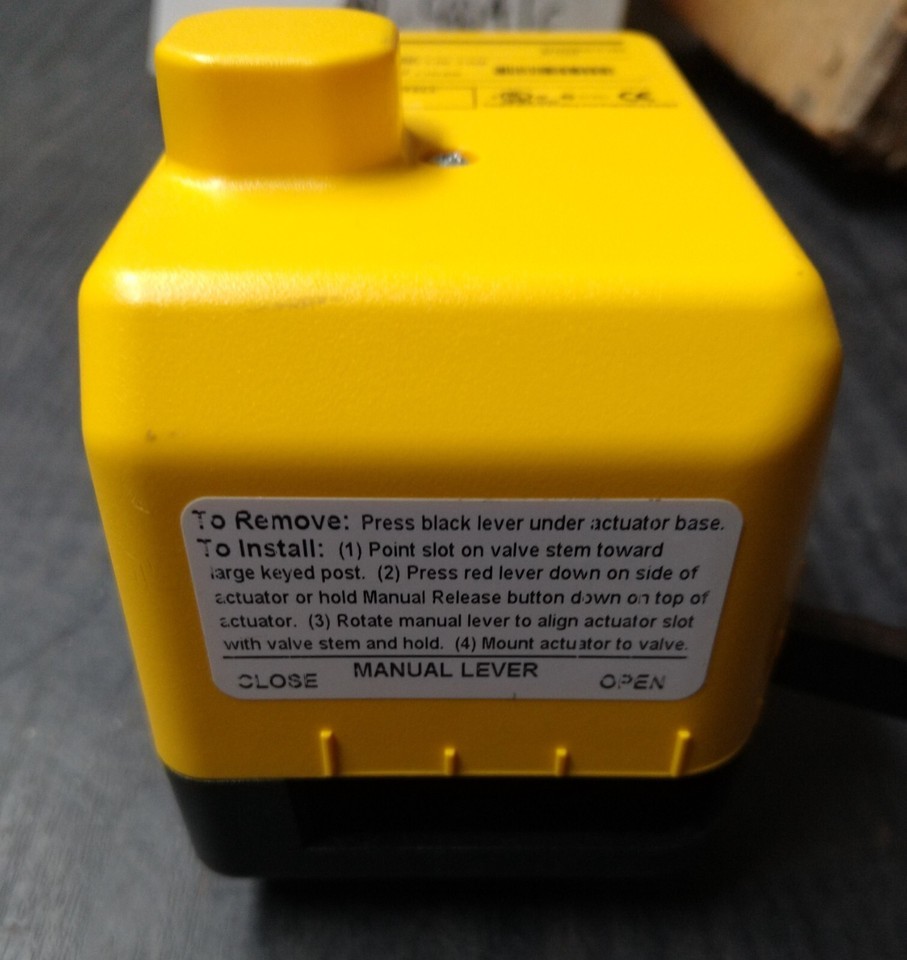 CE
To Remove: Press black lever under actuator base.
To Install: (1) Point slot on valve stem toward
large keyed post. (2) Press red lever down on side of
actuator or hold Manual Release button down on top of
actuator. (3) Rotate manual lever to align actuator slot
with valve stem and hold. (4) Mount actuator to valve.
MANUAL LEVER
CLOSE OPEN